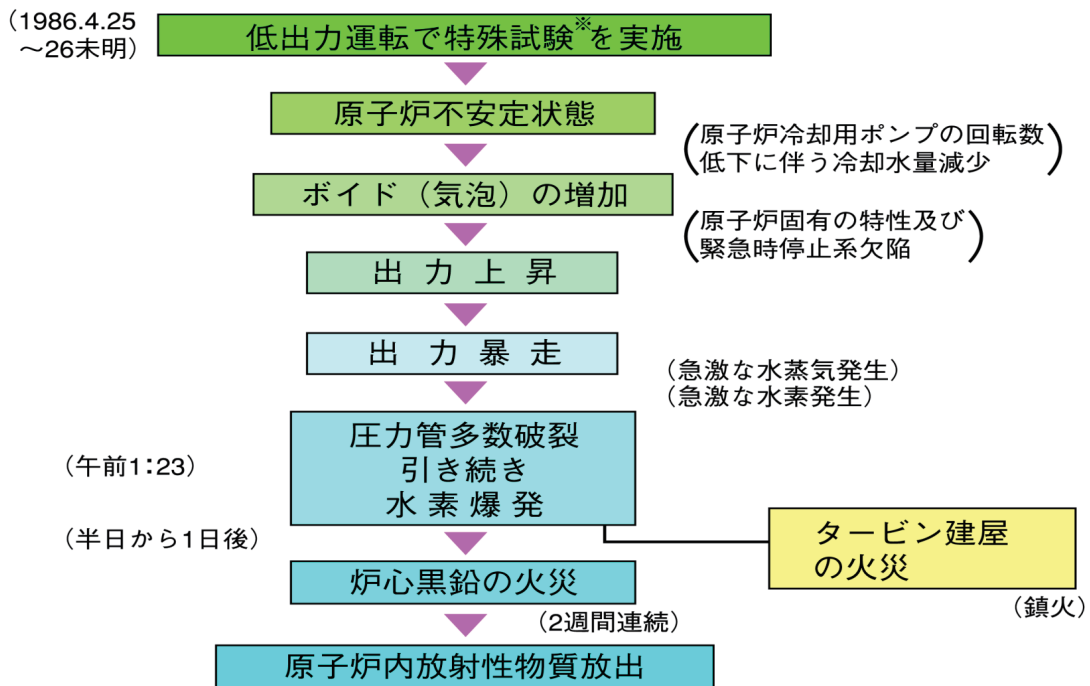 (1986.4.25
～26未明)
低出力運転で特殊試験※を実施
原子炉不安定状態
(原子炉冷却用ポンプの回転数
低下に伴う冷却水量減少)
ボイド（気泡）の増加
(原子炉固有の特性及び
緊急時停止系欠陥)
出力上昇
出力暴走
（急激な水蒸気発生）
（急激な水素発生）
(午前1：23)
圧力管多数破裂
引き続き
水素爆発
(半日から1日後)
タービン建屋
の火災
(鎮火)
炉心黒鉛の火災
(2週間連続)
原子炉内放射性物質放出